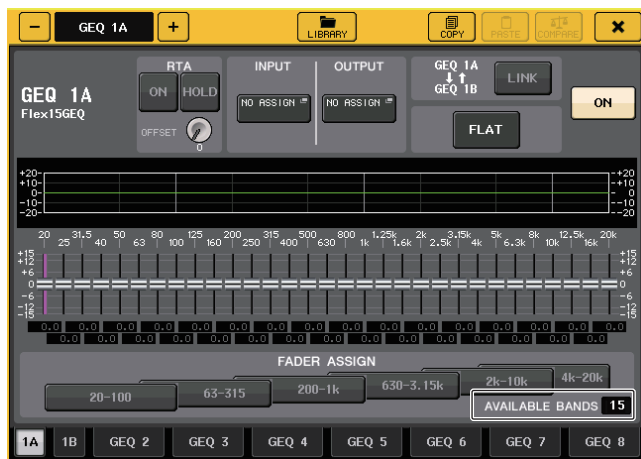 − GEQ 1A + LIBRARY COPY PASTE COMPARE ×
GEQ 1A
Flex15GEQ
RTA
ON HOLD
OFFSET
0
INPUT
NO ASSIGN
OUTPUT
NO ASSIGN
GEQ 1A
↓↑
GEQ 1B
LINK
FLAT
ON
+20 +20
+10 +10
0 0
-10 -10
-20 -20
20 31.5 50 80 125 200 315 500 800 1.25k 2k 3.15k 5k 8k 12.5k 20k
25 40 63 100 160 250 400 630 1k 1.6k 2.5k 4k 6.3k 10k 16k
+15 +15
+12 +12
+6 +6
0 0
-6 -6
-12 -12
-15 -15
0.0 0.0 0.0 0.0 0.0 0.0 0.0 0.0 0.0 0.0 0.0 0.0 0.0 0.0 0.0 0.0
0.0 0.0 0.0 0.0 0.0 0.0 0.0 0.0 0.0 0.0 0.0 0.0 0.0 0.0 0.0
FADER ASSIGN
20-100 63-315 200-1k 630-3.15k 2k-10k 4k-20k
AVAILABLE BANDS 15
1A 1B GEQ 2 GEQ 3 GEQ 4 GEQ 5 GEQ 6 GEQ 7 GEQ 8